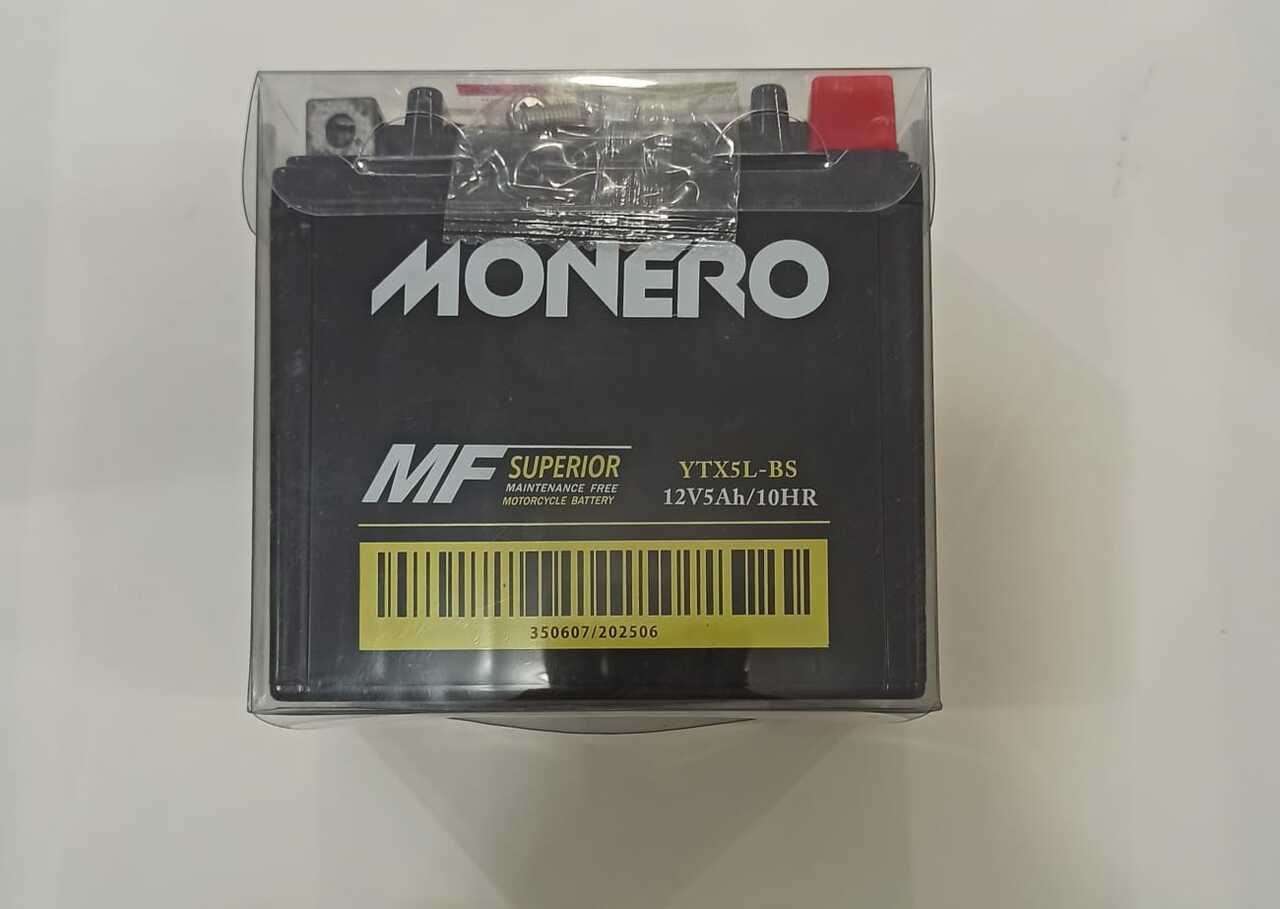 MONERO
MF SUPERIOR
MAINTENANCE FREE
MOTORCYCLE BATTERY
YTX5L-BS
12V5Ah/10HR
350607/202506